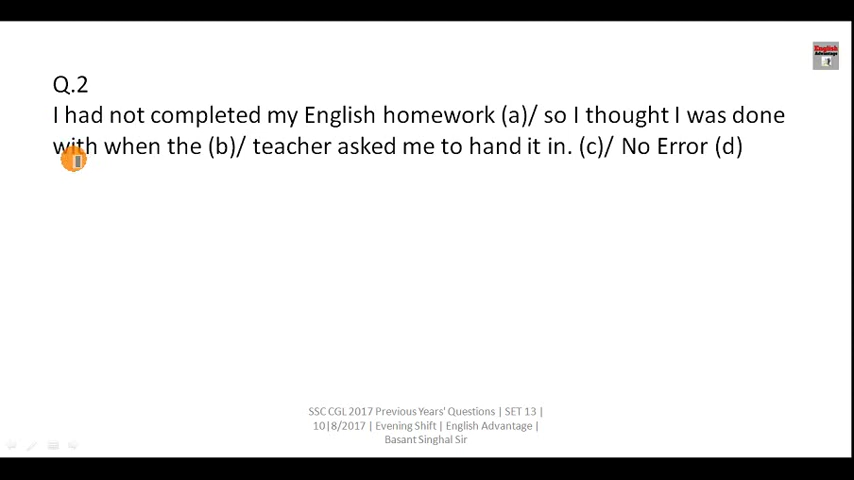 English
Advantage
Q.2
I had not completed my English homework (a)/ so I thought I was done
with when the (b)/ teacher asked me to hand it in. (c)/ No Error (d)
SSC CGL 2017 Previous Years' Questions | SET 13 |
10|8/2017 | Evening Shift | English Advantage |
Basant Singhal Sir